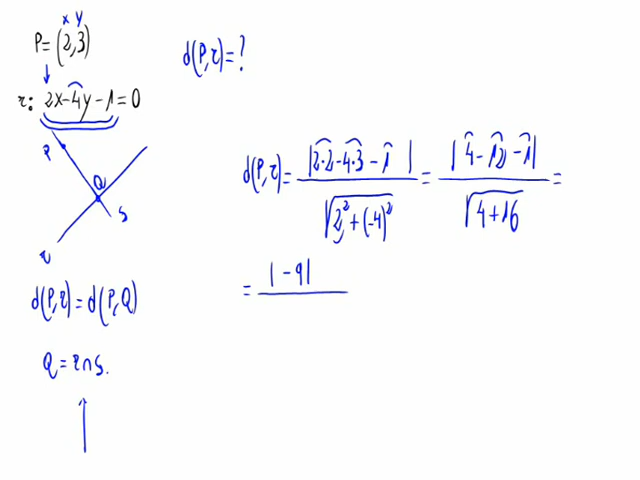 x y
P = (2,3)
r: 2x-4y-1=0
d(P,r)=?
P
Q
s
r
d(P,r)=d(P,Q)
Q=r∩s.
d(P,r)= |2·2-4·3-1| / √(2²+(-4)²) = |4-12-1| / √(4+16) =
= |-9|